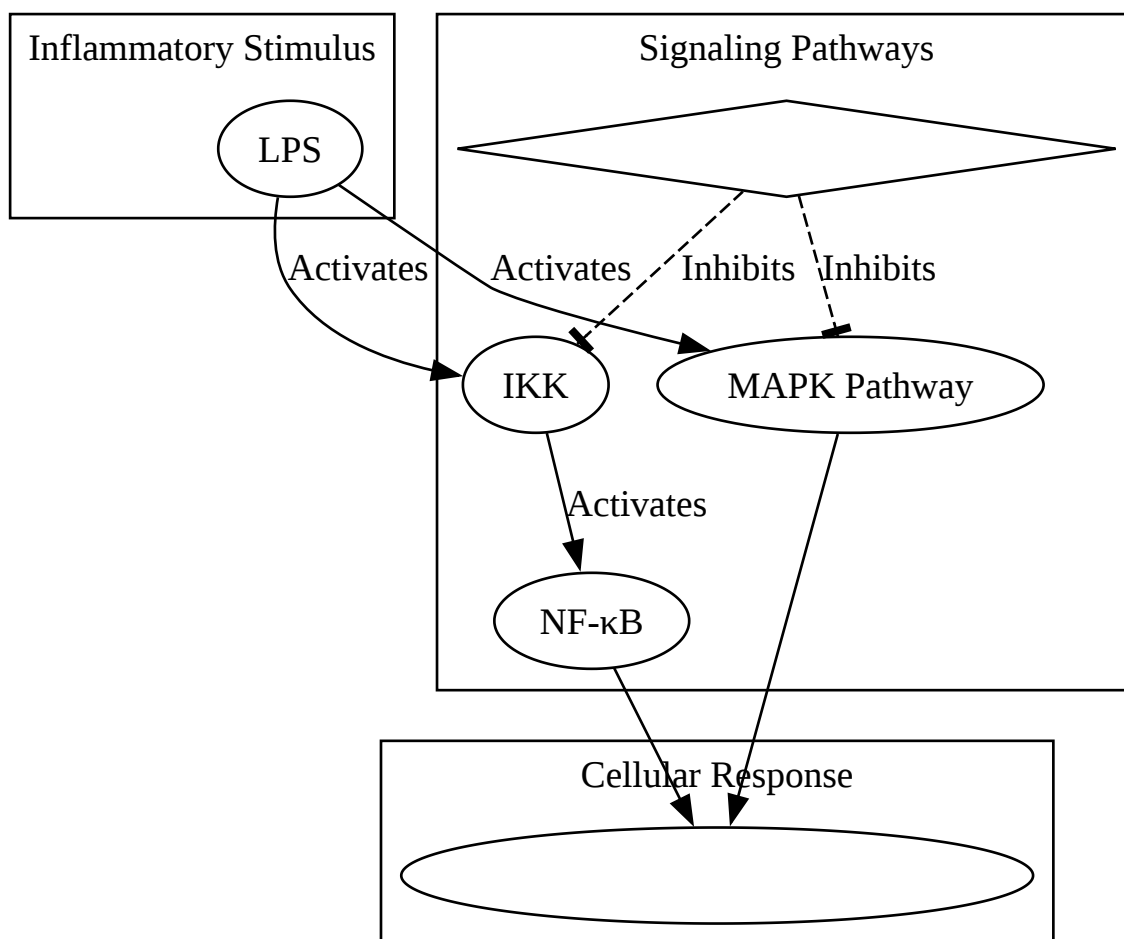 Inflammatory Stimulus
Signaling Pathways
LPS
Activates
Activates
Inhibits
Inhibits
IKK
MAPK Pathway
Activates
NF-κB
Cellular Response